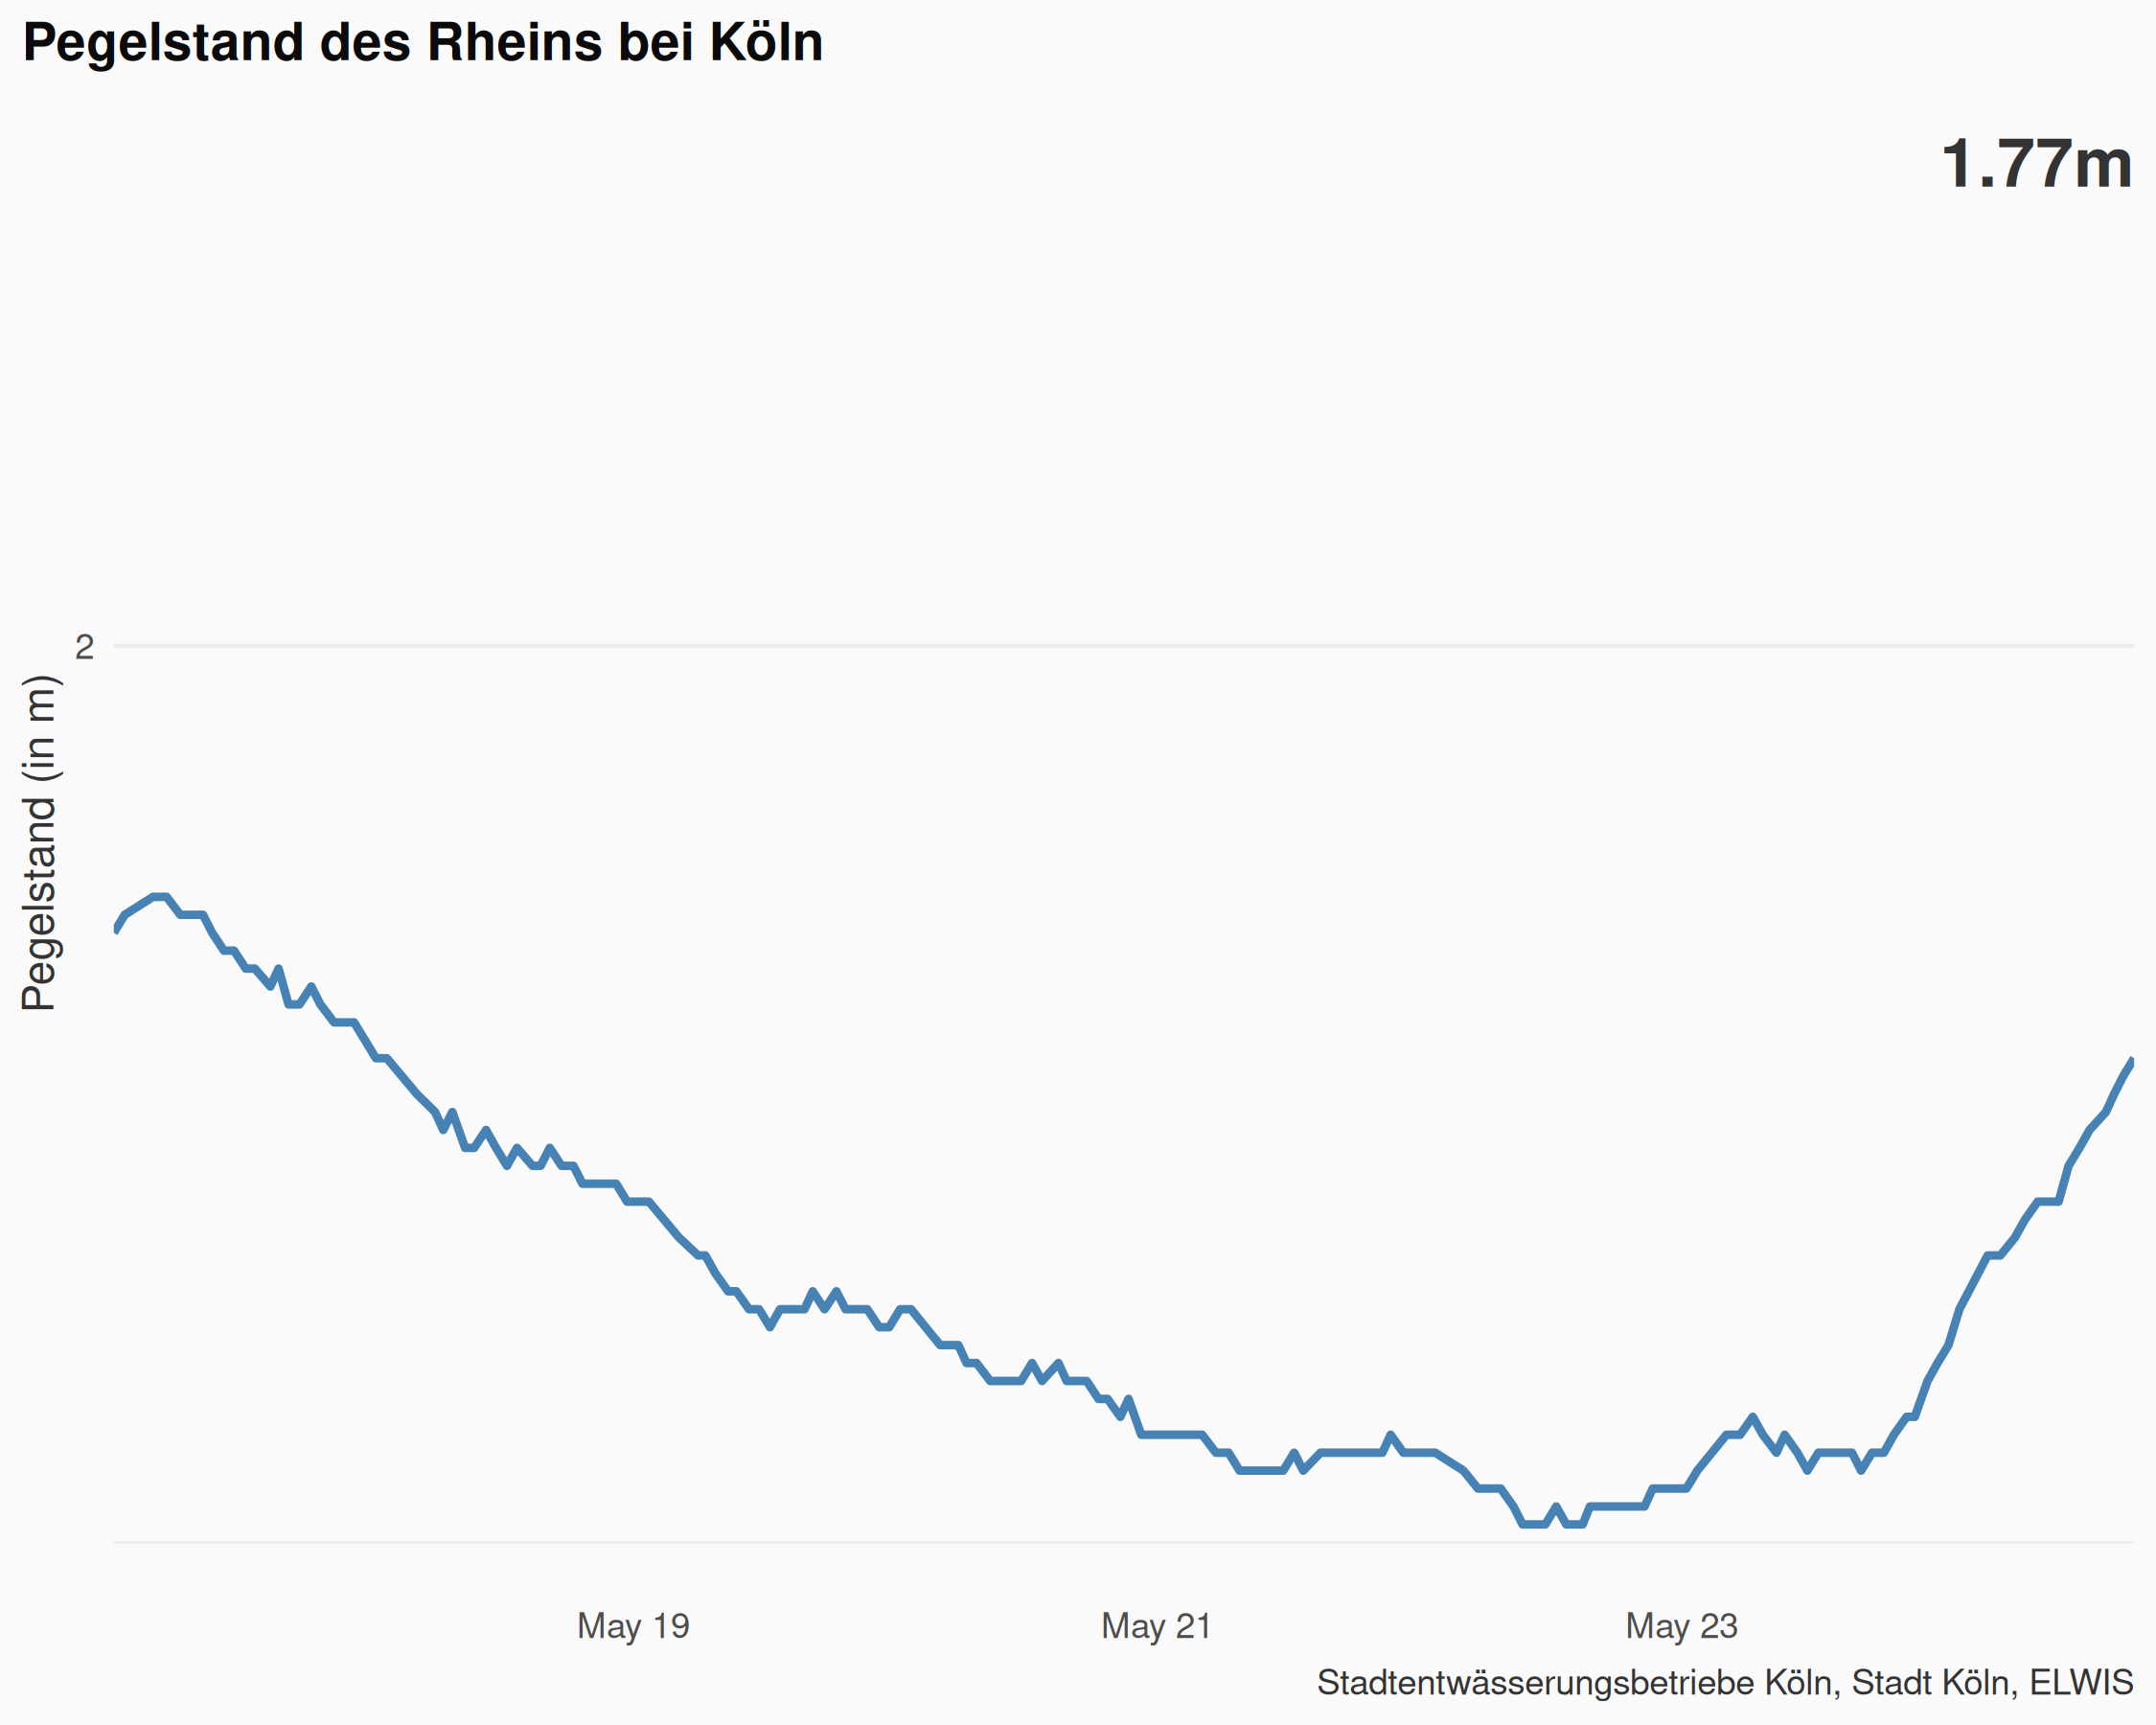 Pegelstand des Rheins bei Köln
1.77m
2
Pegelstand (in m)
May 19
May 21
May 23
Stadtentwässerungsbetriebe Köln, Stadt Köln, ELWIS